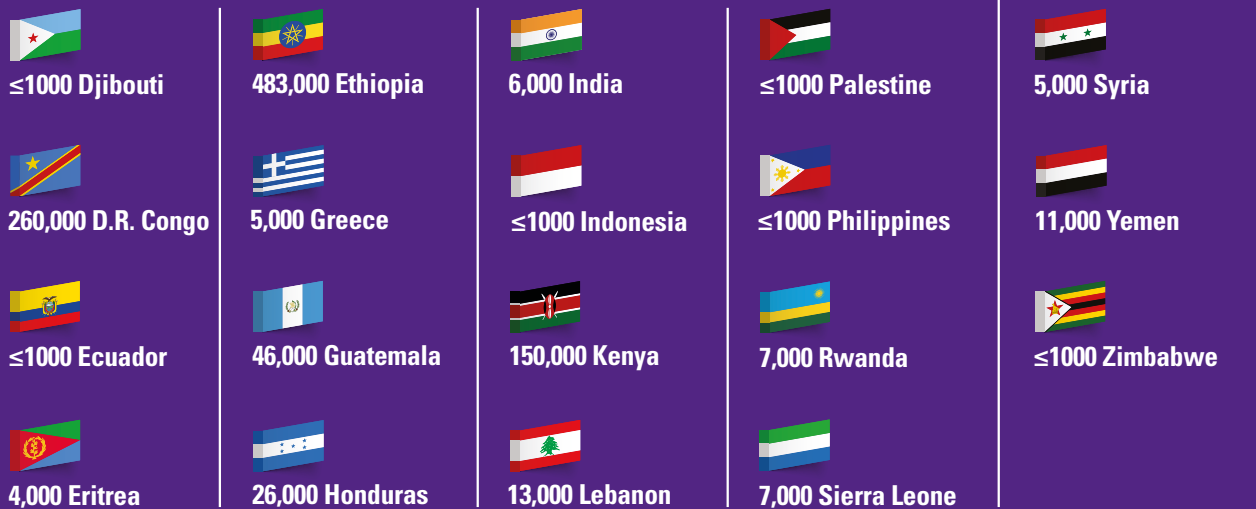 ≤1000 Djibouti
260,000 D.R. Congo
≤1000 Ecuador
4,000 Eritrea
483,000 Ethiopia
5,000 Greece
46,000 Guatemala
26,000 Honduras
6,000 India
≤1000 Indonesia
150,000 Kenya
13,000 Lebanon
≤1000 Palestine
≤1000 Philippines
7,000 Rwanda
7,000 Sierra Leone
5,000 Syria
11,000 Yemen
≤1000 Zimbabwe